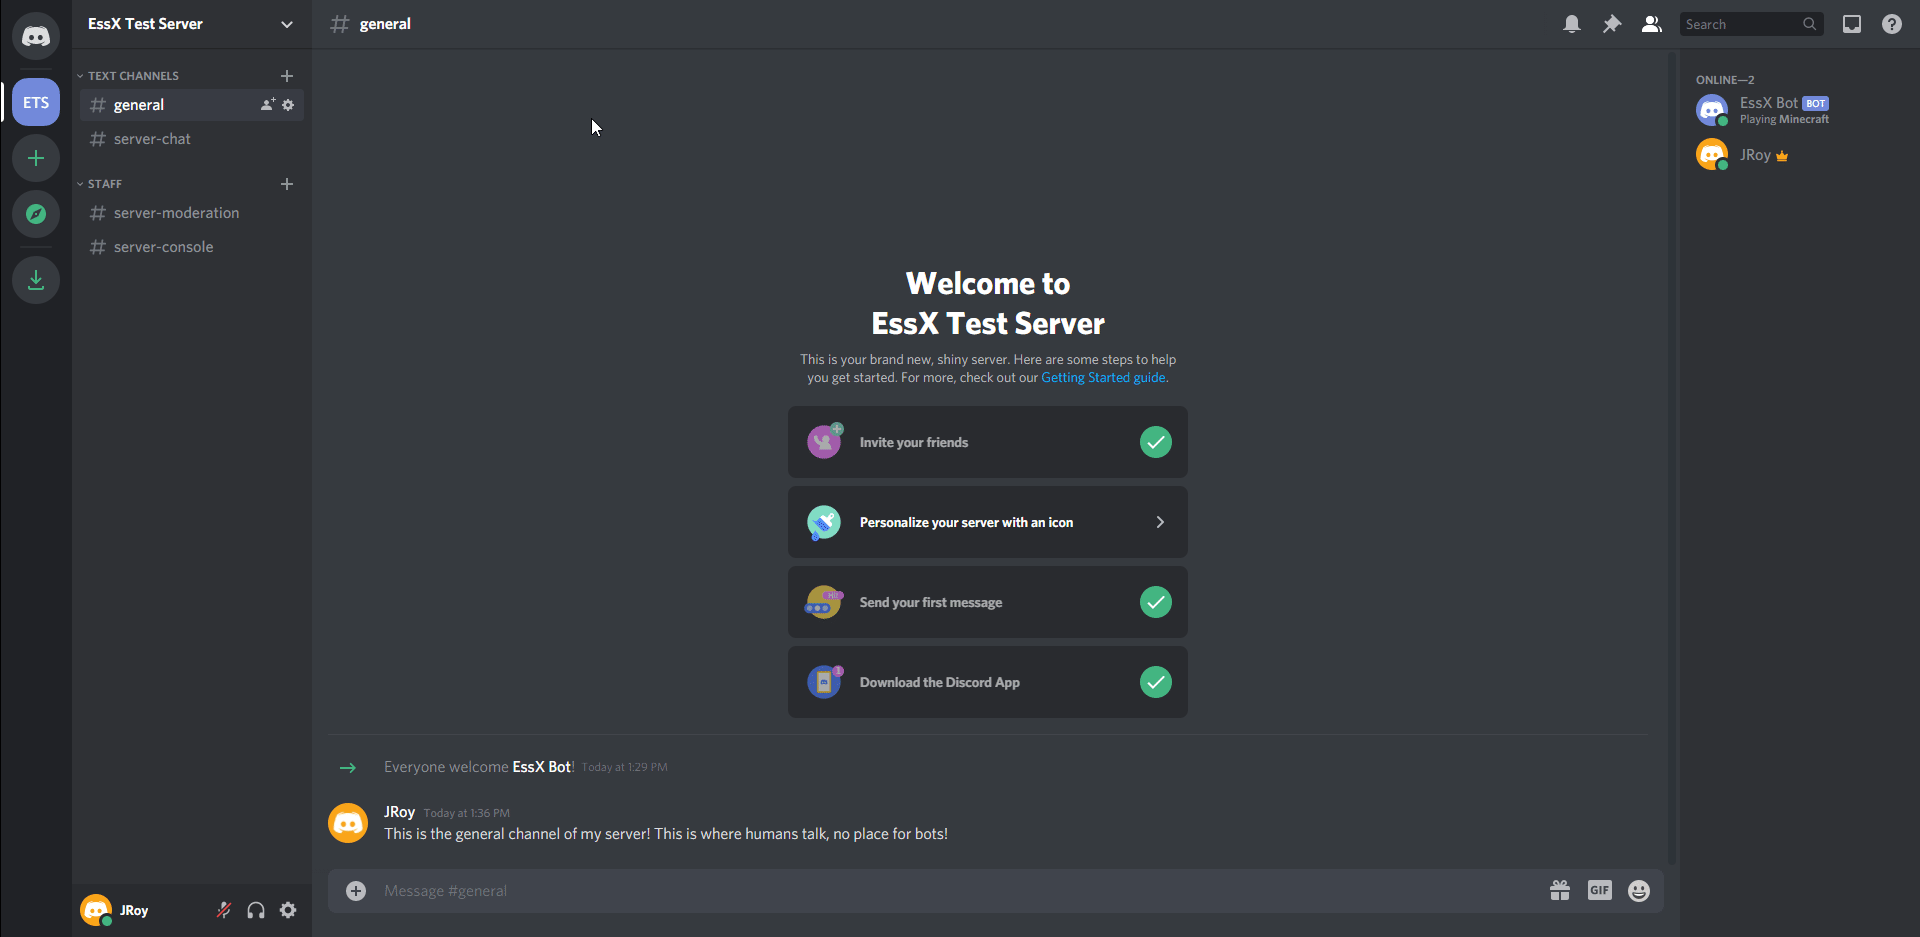 EssX Test Server
ETS
TEXT CHANNELS
general
server-chat
STAFF
server-moderation
server-console
general
Search
Welcome to
EssX Test Server
This is your brand new, shiny server. Here are some steps to help
you get started. For more, check out our Getting Started guide.
Invite your friends
Personalize your server with an icon
Send your first message
Download the Discord App
Everyone welcome EssX Bot! Today at 1:29 PM
JRoy Today at 1:36 PM
This is the general channel of my server! This is where humans talk, no place for bots!
Message #general
GIF
ONLINE—2
EssX Bot BOT
Playing Minecraft
JRoy
JRoy